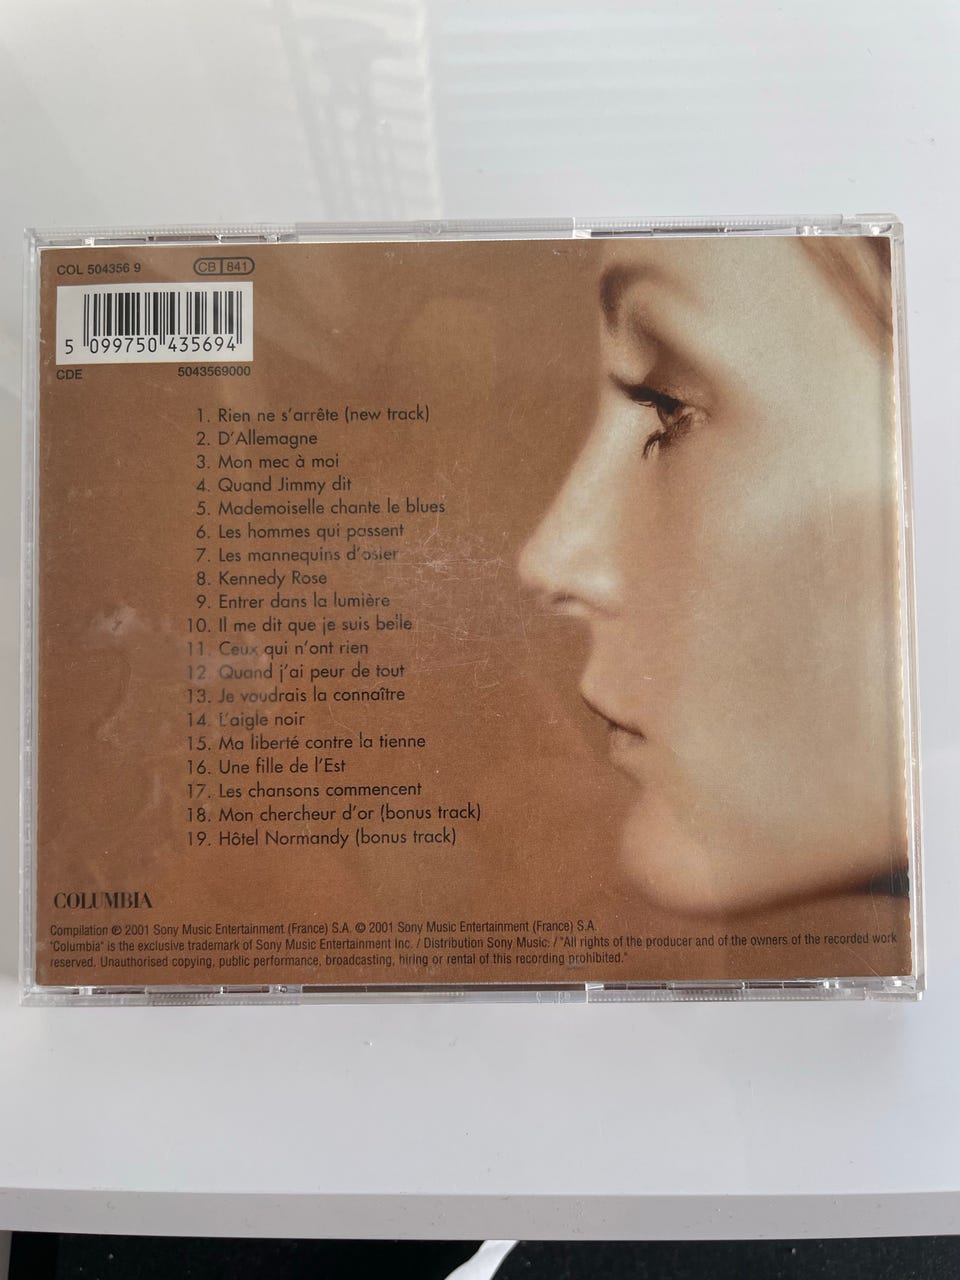 COL 504356 9
CB 841
5 099750 435694
CDE 5043569000
1. Rien ne s'arrête (new track)
2. D'Allemagne
3. Mon mec à moi
4. Quand Jimmy dit
5. Mademoiselle chante le blues
6. Les hommes qui passent
7. Les mannequins d'osier
8. Kennedy Rose
9. Entrer dans la lumière
10. Il me dit que je suis belle
11. Ceux qui n'ont rien
12. Quand j'ai peur de tout
13. Je voudrais la connaître
14. L'aigle noir
15. Ma liberté contre la tienne
16. Une fille de l'Est
17. Les chansons commencent
18. Mon chercheur d'or (bonus track)
19. Hôtel Normandy (bonus track)
COLUMBIA
Compilation ℗ 2001 Sony Music Entertainment (France) S.A. © 2001 Sony Music Entertainment (France) S.A.
"Columbia" is the exclusive trademark of Sony Music Entertainment Inc. / Distribution Sony Music. / "All rights of the producer and of the owners of the recorded work
reserved. Unauthorised copying, public performance, broadcasting, hiring or rental of this recording prohibited."